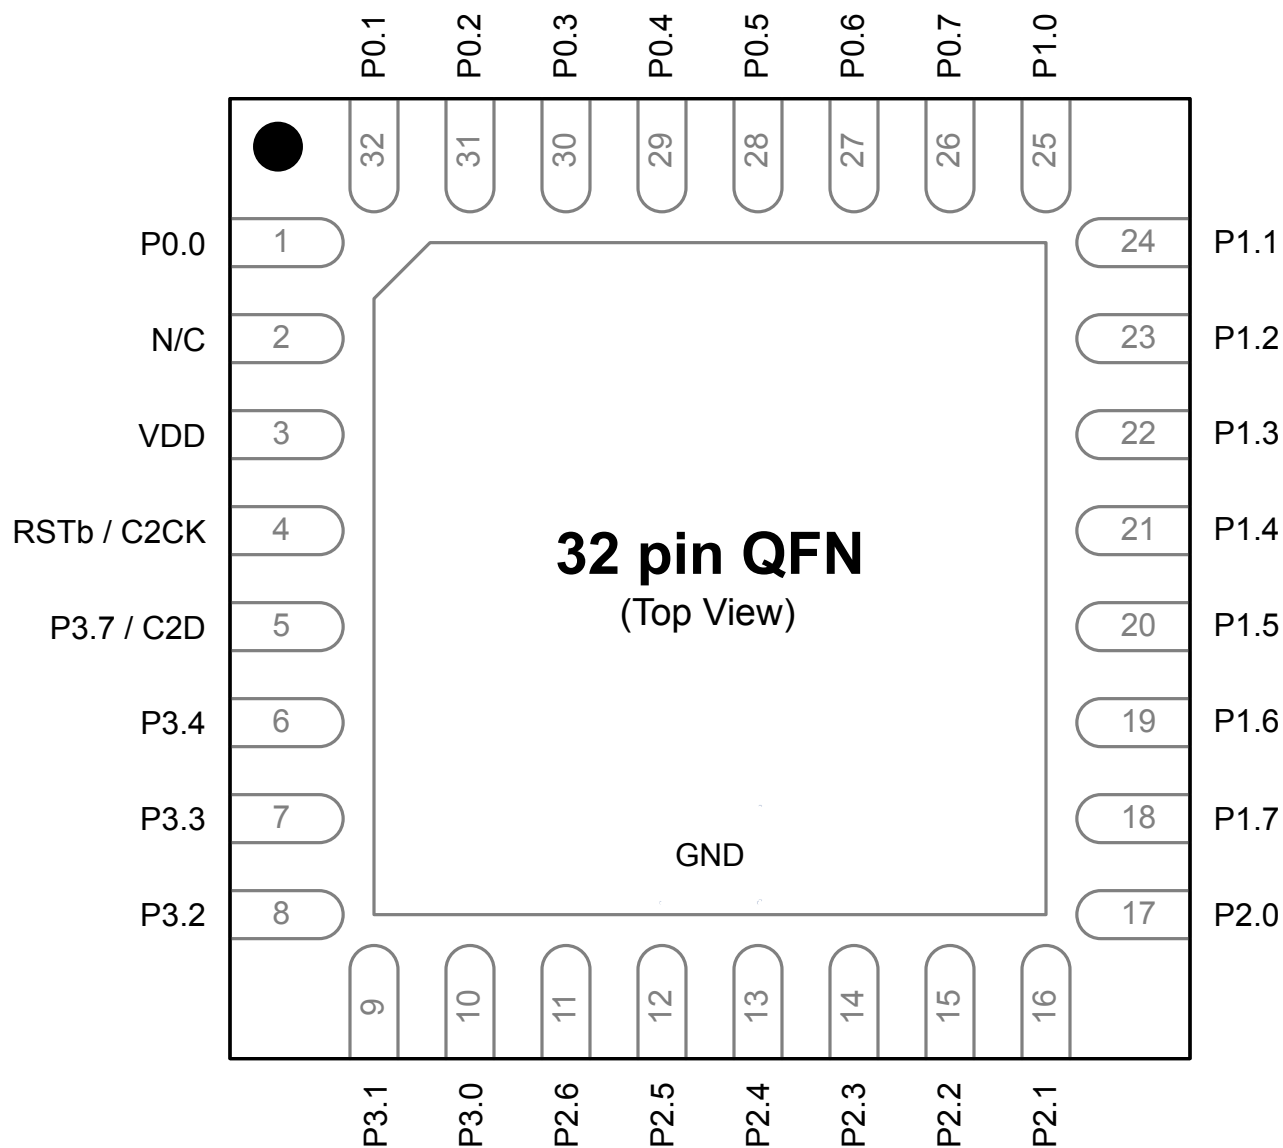 P0.1 P0.2 P0.3 P0.4 P0.5 P0.6 P0.7 P1.0
32 31 30 29 28 27 26 25
P0.0 1 24 P1.1
N/C 2 23 P1.2
VDD 3 22 P1.3
RSTb / C2CK 4 21 P1.4
32 pin QFN
(Top View)
P3.7 / C2D 5 20 P1.5
P3.4 6 19 P1.6
P3.3 7 18 P1.7
GND
P3.2 8 17 P2.0
9 10 11 12 13 14 15 16
P3.1 P3.0 P2.6 P2.5 P2.4 P2.3 P2.2 P2.1